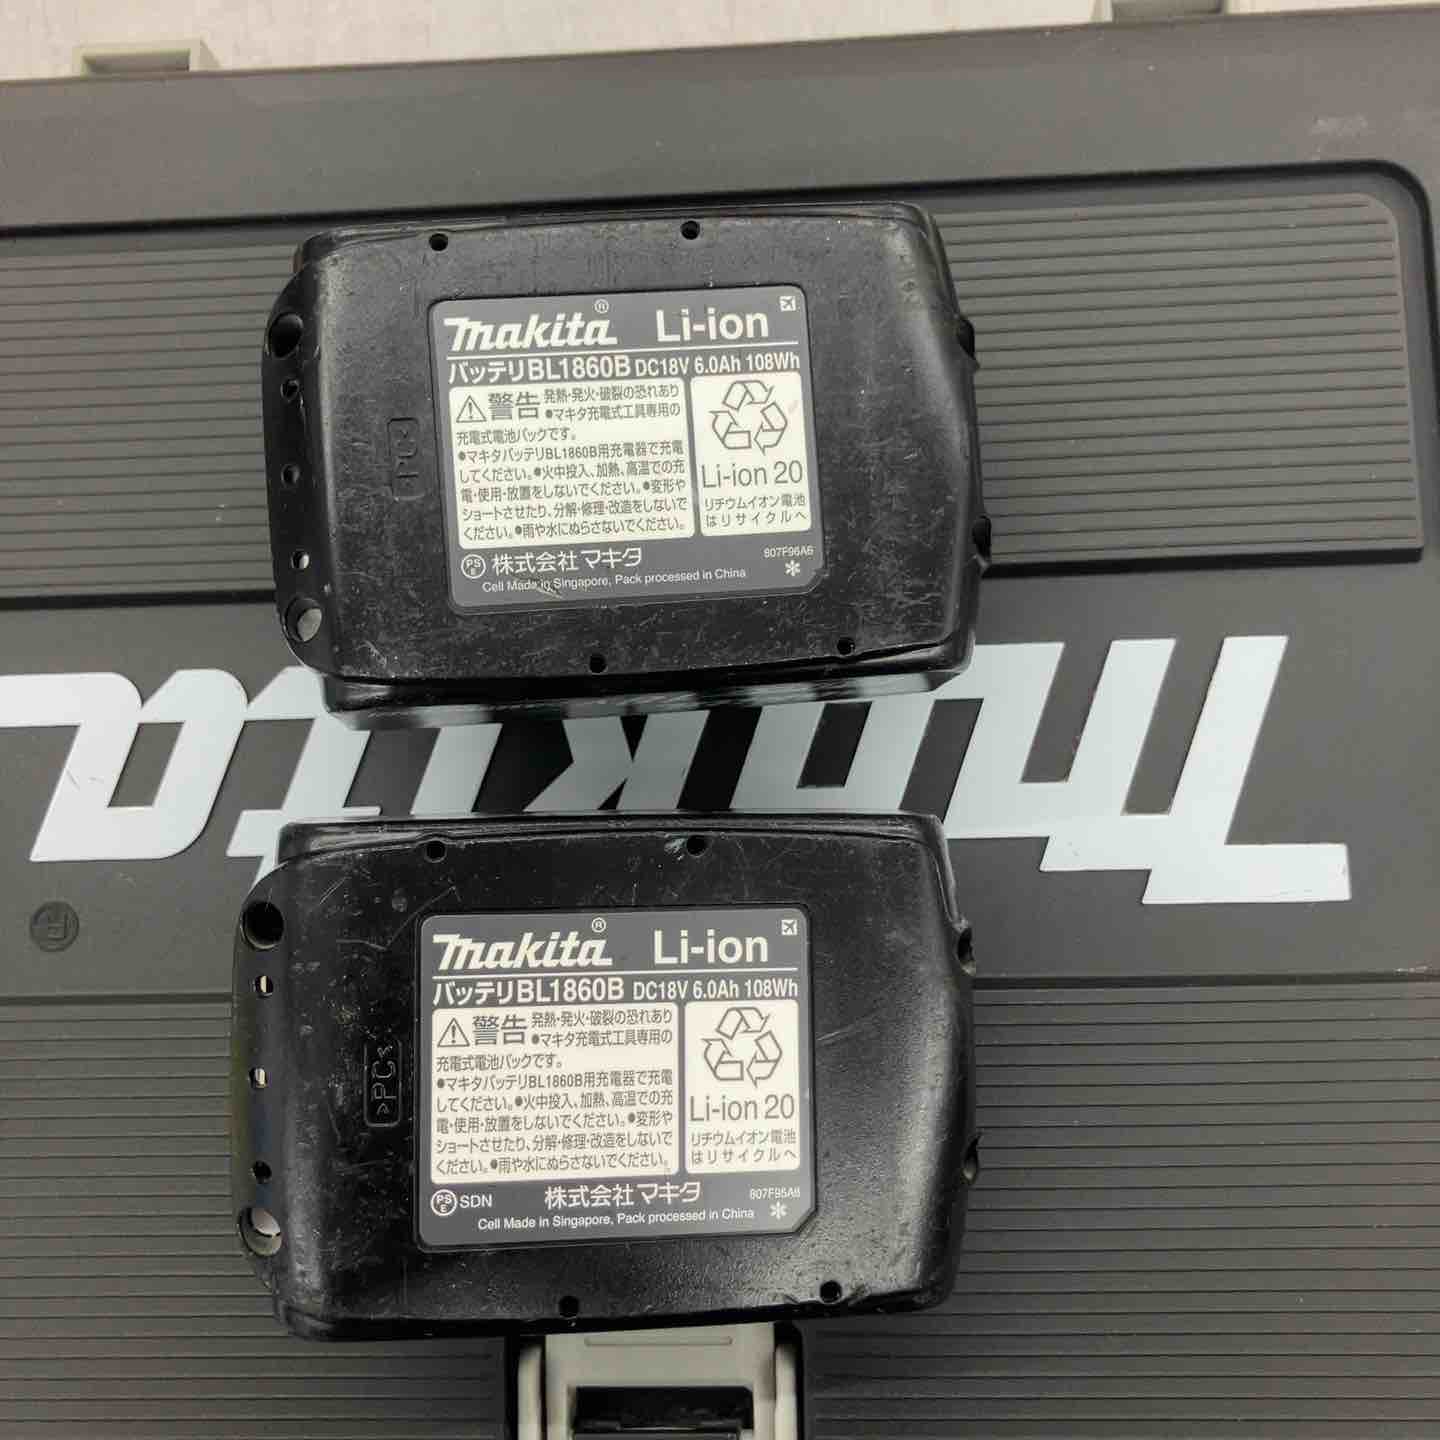 makita® Li-ion
バッテリBL1860B DC18V 6.0Ah 108Wh
警告 発熱・発火・破裂の恐れあり
●マキタ充電式工具専用の
充電式電池パックです。
●マキタバッテリBL1860B用充電器で充電
してください。●火中投入、加熱、高温での充
電・使用・放置をしないでください。●変形や
ショートさせたり、分解・修理・改造をしないで
ください。●雨や水にぬらさないでください。
Li-ion 20
リチウムイオン電池
はリサイクルへ
PSE 株式会社マキタ
807F96A6
Cell Made in Singapore, Pack processed in China
>PC<
makita
makita® Li-ion
バッテリBL1860B DC18V 6.0Ah 108Wh
警告 発熱・発火・破裂の恐れあり
●マキタ充電式工具専用の
充電式電池パックです。
●マキタバッテリBL1860B用充電器で充電
してください。●火中投入、加熱、高温での充
電・使用・放置をしないでください。●変形や
ショートさせたり、分解・修理・改造をしないで
ください。●雨や水にぬらさないでください。
Li-ion 20
リチウムイオン電池
はリサイクルへ
PSE SDN 株式会社マキタ
807F95A6
Cell Made in Singapore, Pack processed in China
>PC<